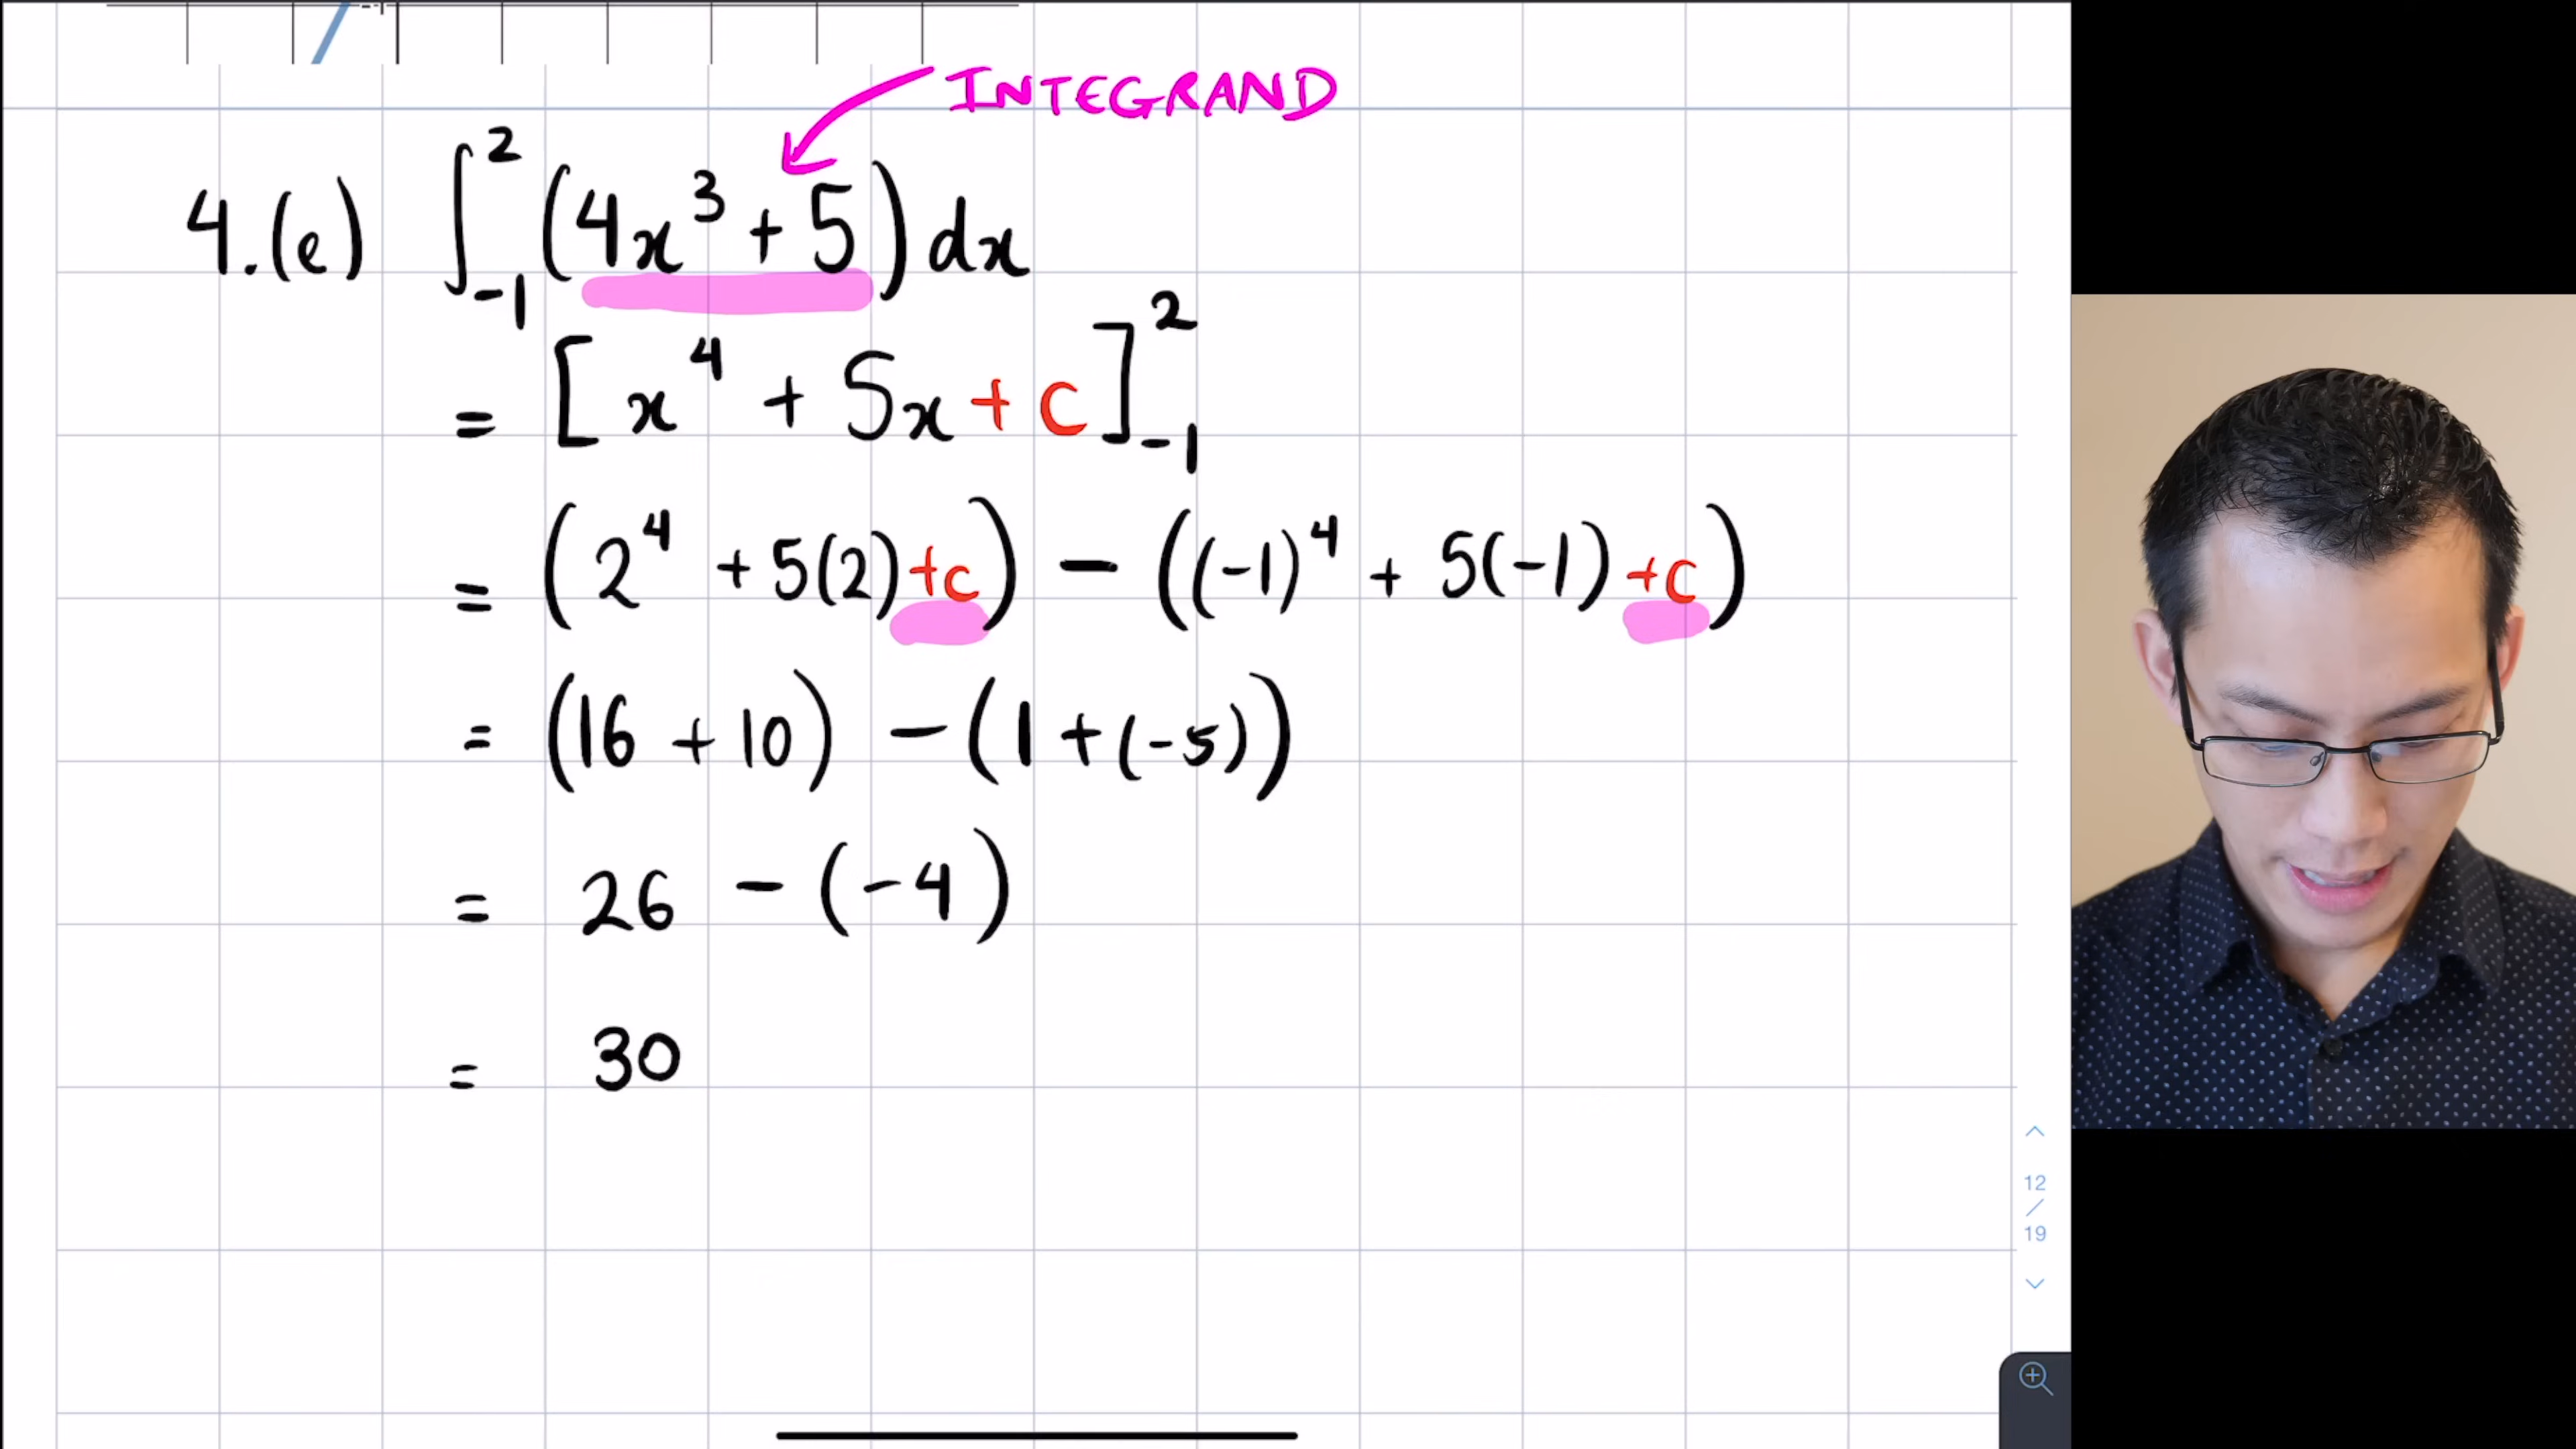 INTEGRAND
4.(e) ∫₋₁² (4x³ + 5) dx
= [x⁴ + 5x + c]₋₁²
= (2⁴ + 5(2) + c) − ((-1)⁴ + 5(-1) + c)
= (16 + 10) − (1 + (-5))
= 26 − (-4)
= 30
12
/
19